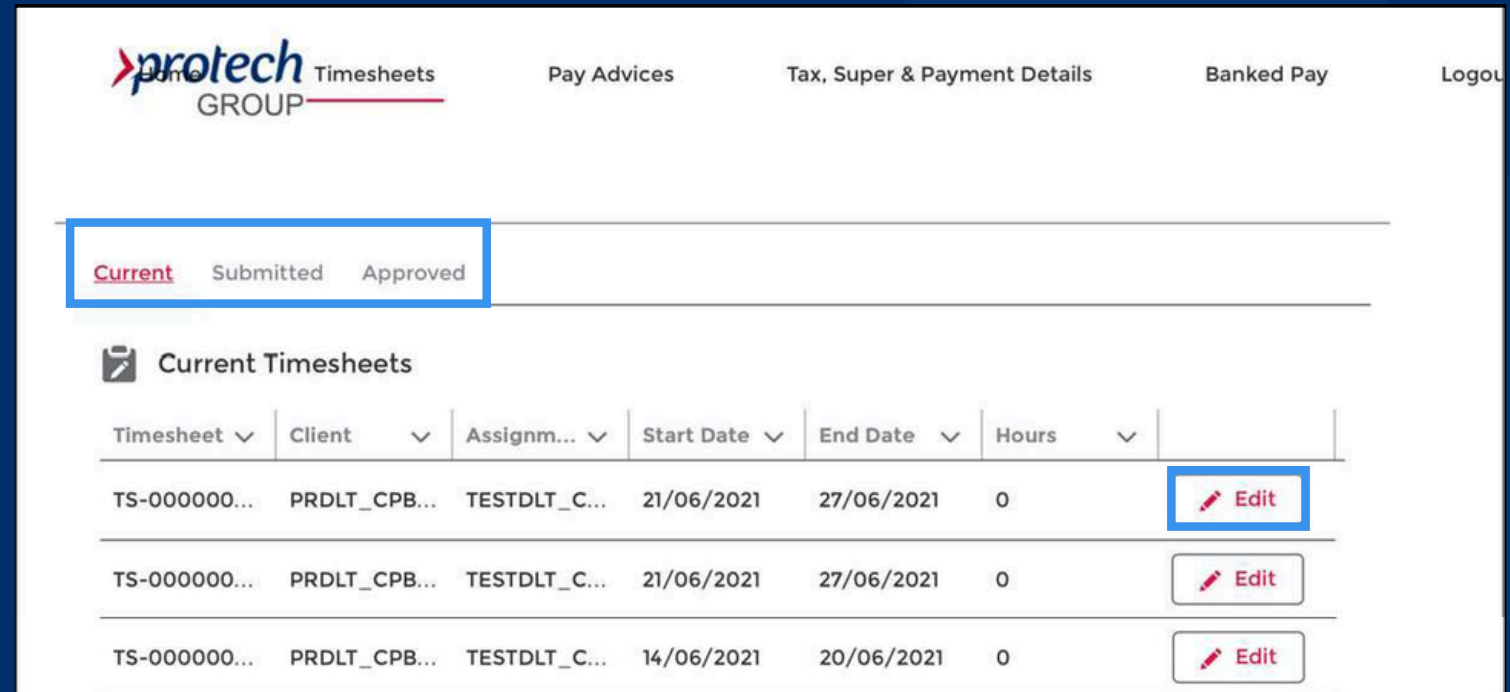 protech
GROUP
Home Timesheets Pay Advices Tax, Super & Payment Details Banked Pay Logou
Current Submitted Approved
Current Timesheets
Timesheet Client Assignm... Start Date End Date Hours
TS-000000... PRDLT_CPB... TESTDLT_C... 21/06/2021 27/06/2021 0 Edit
TS-000000... PRDLT_CPB... TESTDLT_C... 21/06/2021 27/06/2021 0 Edit
TS-000000... PRDLT_CPB... TESTDLT_C... 14/06/2021 20/06/2021 0 Edit